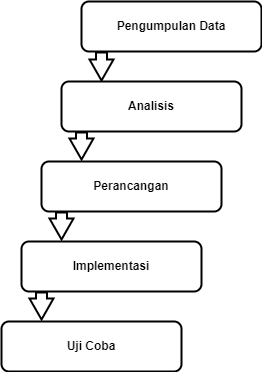 Pengumpulan Data
Analisis
Perancangan
Implementasi
Uji Coba